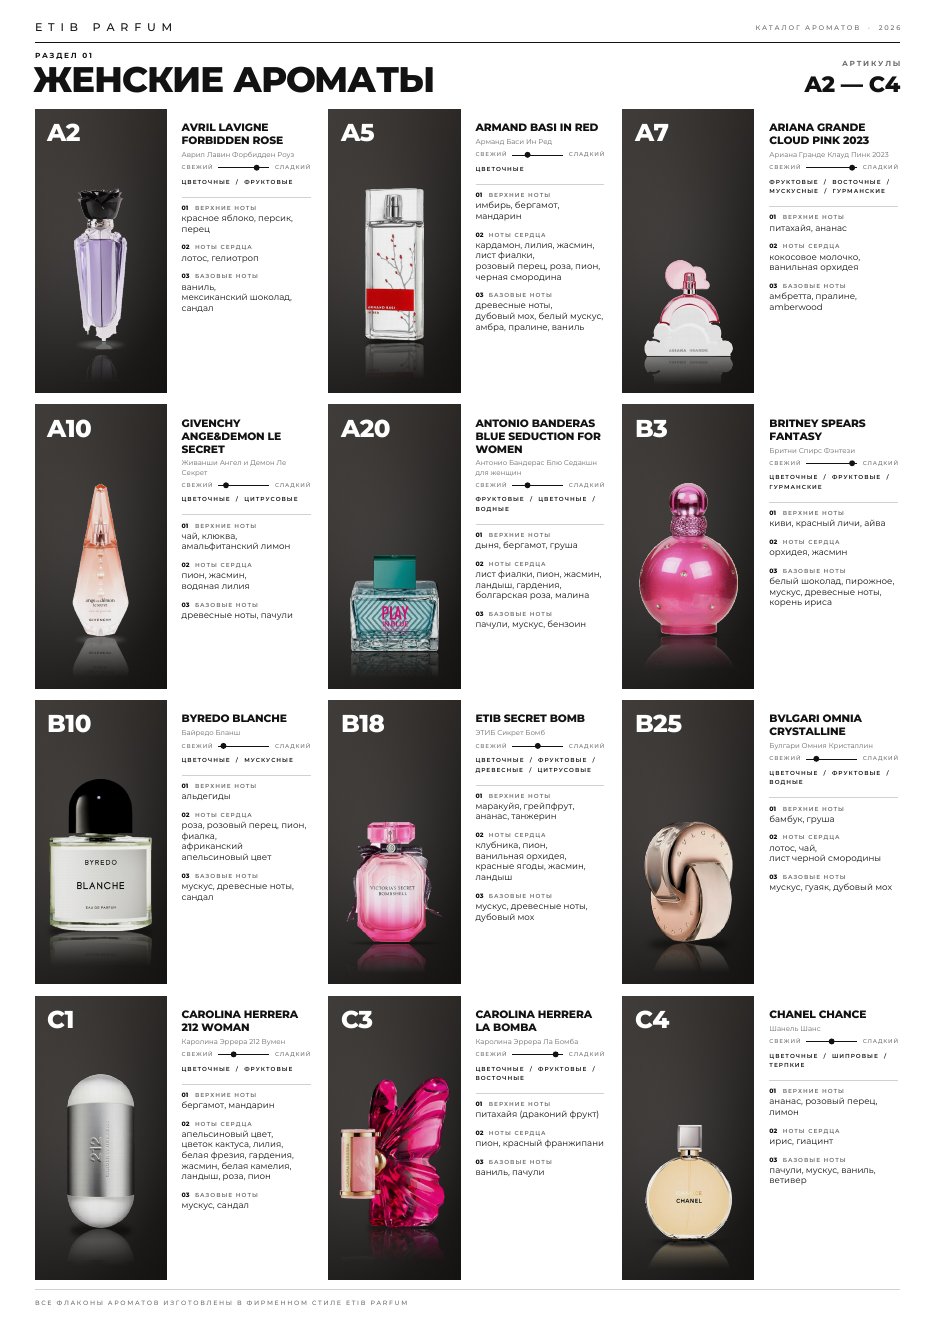 ETIB PARFUM
КАТАЛОГ АРОМАТОВ · 2026
РАЗДЕЛ 01
ЖЕНСКИЕ АРОМАТЫ
АРТИКУЛЫ
A2 — C4
A2
AVRIL LAVIGNE
FORBIDDEN ROSE
Аврил Лавин Форбидден Роуз
СВЕЖИЙ СЛАДКИЙ
ЦВЕТОЧНЫЕ / ФРУКТОВЫЕ
01 ВЕРХНИЕ НОТЫ
красное яблоко, персик,
перец
02 НОТЫ СЕРДЦА
лотос, гелиотроп
03 БАЗОВЫЕ НОТЫ
ваниль,
мексиканский шоколад,
сандал
A5
ARMAND BASI
ARMAND BASI IN RED
Арманд Баси Ин Ред
СВЕЖИЙ СЛАДКИЙ
ЦВЕТОЧНЫЕ
01 ВЕРХНИЕ НОТЫ
имбирь, бергамот,
мандарин
02 НОТЫ СЕРДЦА
кардамон, лилия, жасмин,
лист фиалки,
розовый перец, роза, пион,
черная смородина
03 БАЗОВЫЕ НОТЫ
древесные ноты,
дубовый мох, белый мускус,
амбра, пралине, ваниль
A7
ARIANA GRANDE
ARIANA GRANDE
CLOUD PINK 2023
Ариана Гранде Клауд Пинк 2023
СВЕЖИЙ СЛАДКИЙ
ФРУКТОВЫЕ / ВОСТОЧНЫЕ /
МУСКУСНЫЕ / ГУРМАНСКИЕ
01 ВЕРХНИЕ НОТЫ
питахайя, ананас
02 НОТЫ СЕРДЦА
кокосовое молочко,
ванильная орхидея
03 БАЗОВЫЕ НОТЫ
амбретта, пралине,
amberwood
A10
ange ou démon
le secret
GIVENCHY
GIVENCHY
ANGE&DEMON LE
SECRET
Живанши Ангел и Демон Ле
Секрет
СВЕЖИЙ СЛАДКИЙ
ЦВЕТОЧНЫЕ / ЦИТРУСОВЫЕ
01 ВЕРХНИЕ НОТЫ
чай, клюква,
амальфитанский лимон
02 НОТЫ СЕРДЦА
пион, жасмин,
водяная лилия
03 БАЗОВЫЕ НОТЫ
древесные ноты, пачули
A20
PLAY
IN BLUE
ANTONIO BANDERAS
BLUE SEDUCTION FOR
WOMEN
Антонио Бандерас Блю Седакшн
для женщин
СВЕЖИЙ СЛАДКИЙ
ФРУКТОВЫЕ / ЦВЕТОЧНЫЕ /
ВОДНЫЕ
01 ВЕРХНИЕ НОТЫ
дыня, бергамот, груша
02 НОТЫ СЕРДЦА
лист фиалки, пион, жасмин,
ландыш, гардения,
болгарская роза, малина
03 БАЗОВЫЕ НОТЫ
пачули, мускус, бензоин
B3
BRITNEY SPEARS
FANTASY
Бритни Спирс Фэнтези
СВЕЖИЙ СЛАДКИЙ
ЦВЕТОЧНЫЕ / ФРУКТОВЫЕ /
ГУРМАНСКИЕ
01 ВЕРХНИЕ НОТЫ
киви, красный личи, айва
02 НОТЫ СЕРДЦА
орхидея, жасмин
03 БАЗОВЫЕ НОТЫ
белый шоколад, пирожное,
мускус, древесные ноты,
корень ириса
B10
BYREDO
BLANCHE
EAU DE PARFUM
BYREDO BLANCHE
Байредо Бланш
СВЕЖИЙ СЛАДКИЙ
ЦВЕТОЧНЫЕ / МУСКУСНЫЕ
01 ВЕРХНИЕ НОТЫ
альдегиды
02 НОТЫ СЕРДЦА
роза, розовый перец, пион,
фиалка,
африканский
апельсиновый цвет
03 БАЗОВЫЕ НОТЫ
мускус, древесные ноты,
сандал
B18
VICTORIA'S SECRET
BOMBSHELL
ETIB SECRET BOMB
ЭТИБ Сикрет Бомб
СВЕЖИЙ СЛАДКИЙ
ЦВЕТОЧНЫЕ / ФРУКТОВЫЕ /
ДРЕВЕСНЫЕ / ЦИТРУСОВЫЕ
01 ВЕРХНИЕ НОТЫ
маракуйя, грейпфрут,
ананас, танжерин
02 НОТЫ СЕРДЦА
клубника, пион,
ванильная орхидея,
красные ягоды, жасмин,
ландыш
03 БАЗОВЫЕ НОТЫ
мускус, древесные ноты,
дубовый мох
B25
BVLGARI
BVLGARI OMNIA
CRYSTALLINE
Булгари Омния Кристаллин
СВЕЖИЙ СЛАДКИЙ
ЦВЕТОЧНЫЕ / ФРУКТОВЫЕ /
ВОДНЫЕ
01 ВЕРХНИЕ НОТЫ
бамбук, груша
02 НОТЫ СЕРДЦА
лотос, чай,
лист черной смородины
03 БАЗОВЫЕ НОТЫ
мускус, гуаяк, дубовый мох
C1
212
CAROLINA HERRERA
212 WOMAN
Каролина Эррера 212 Вумен
СВЕЖИЙ СЛАДКИЙ
ЦВЕТОЧНЫЕ / ФРУКТОВЫЕ
01 ВЕРХНИЕ НОТЫ
бергамот, мандарин
02 НОТЫ СЕРДЦА
апельсиновый цвет,
цветок кактуса, лилия,
белая фрезия, гардения,
жасмин, белая камелия,
ландыш, роза, пион
03 БАЗОВЫЕ НОТЫ
мускус, сандал
C3
CAROLINA HERRERA
LA BOMBA
Каролина Эррера Ла Бомба
СВЕЖИЙ СЛАДКИЙ
ЦВЕТОЧНЫЕ / ФРУКТОВЫЕ /
ВОСТОЧНЫЕ
01 ВЕРХНИЕ НОТЫ
питахайя (драконий фрукт)
02 НОТЫ СЕРДЦА
пион, красный франжипани
03 БАЗОВЫЕ НОТЫ
ваниль, пачули
C4
CHANEL
CHANEL CHANCE
Шанель Шанс
СВЕЖИЙ СЛАДКИЙ
ЦВЕТОЧНЫЕ / ШИПРОВЫЕ /
ТЕРПКИЕ
01 ВЕРХНИЕ НОТЫ
ананас, розовый перец,
лимон
02 НОТЫ СЕРДЦА
ирис, гиацинт
03 БАЗОВЫЕ НОТЫ
пачули, мускус, ваниль,
ветивер
ВСЕ ФЛАКОНЫ АРОМАТОВ ИЗГОТОВЛЕНЫ В ФИРМЕННОМ СТИЛЕ ETIB PARFUM